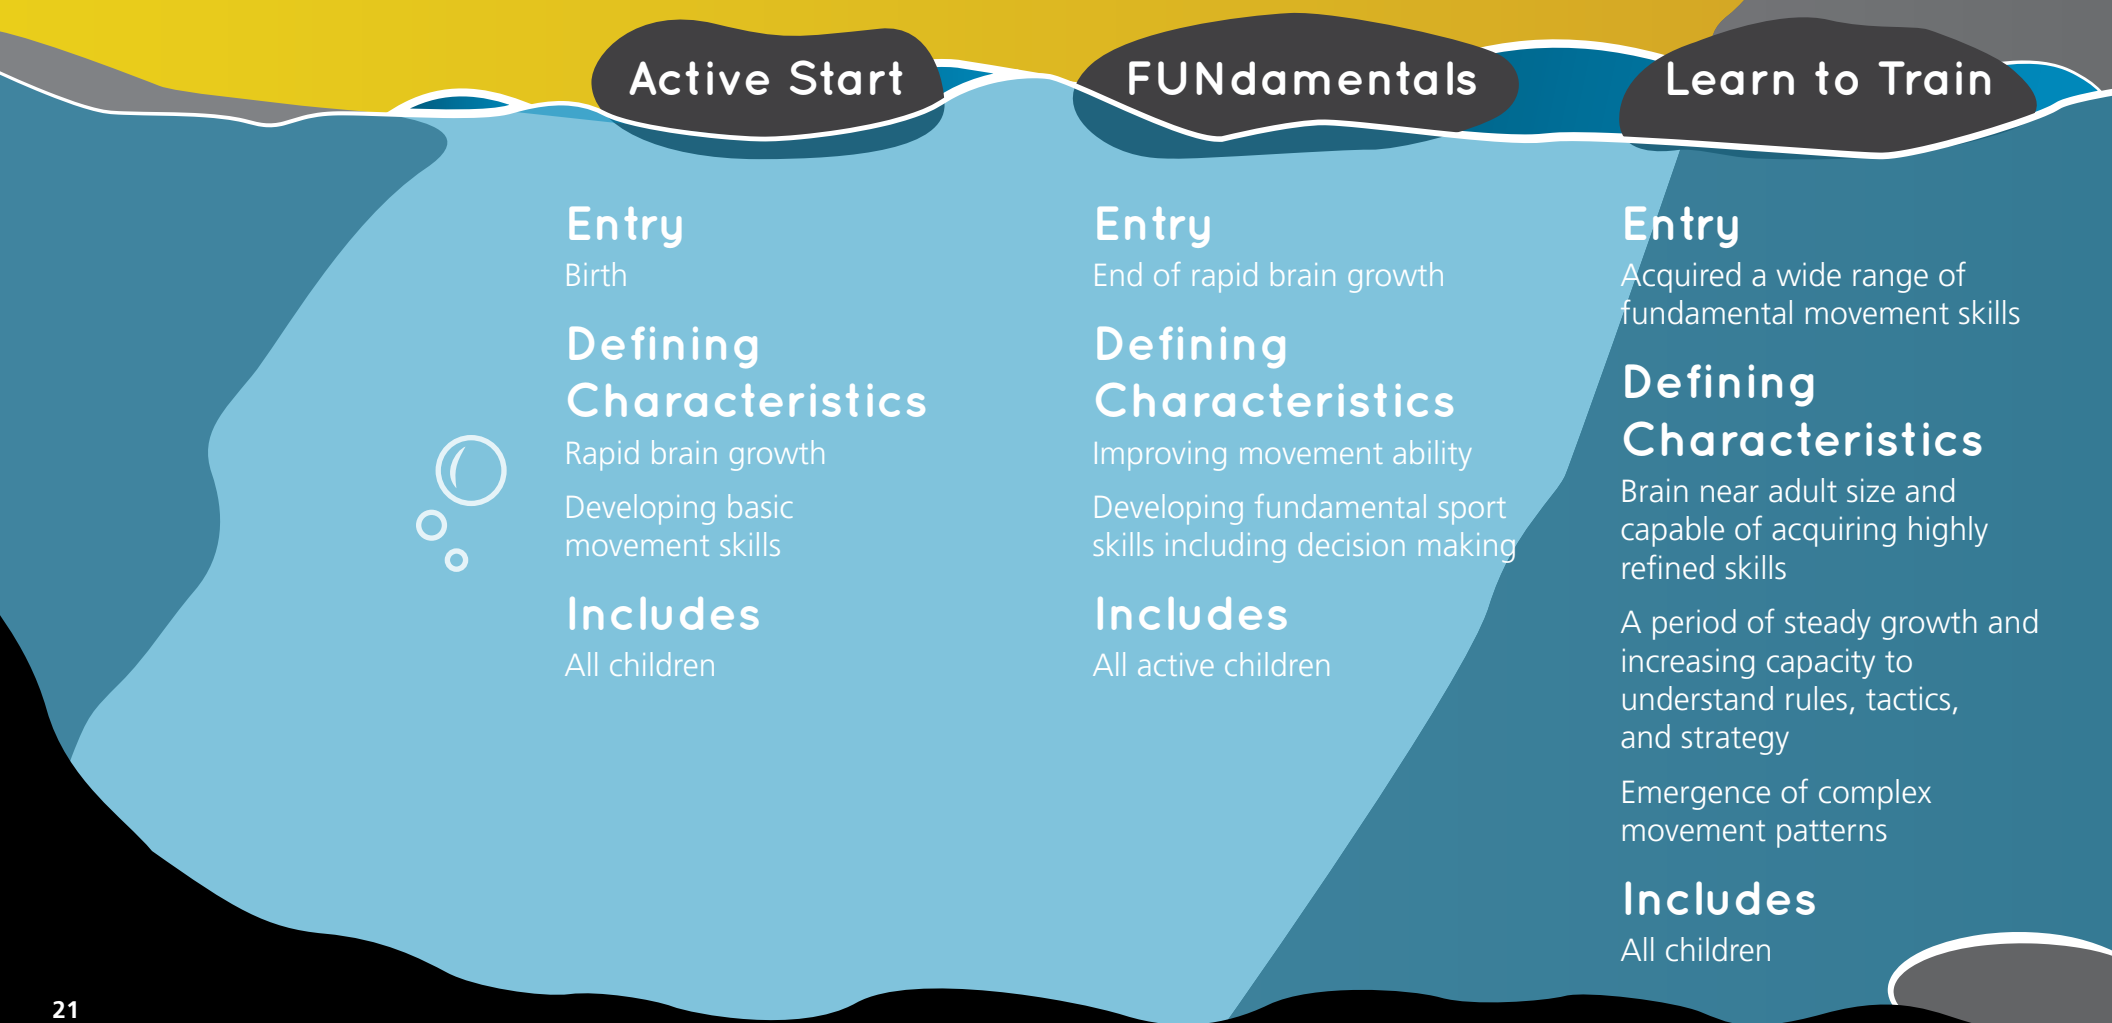 Active Start
Entry
Birth
Defining
Characteristics
Rapid brain growth
Developing basic
movement skills
Includes
All children
FUNdamentals
Entry
End of rapid brain growth
Defining
Characteristics
Improving movement ability
Developing fundamental sport
skills including decision making
Includes
All active children
Learn to Train
Entry
Acquired a wide range of
fundamental movement skills
Defining
Characteristics
Brain near adult size and
capable of acquiring highly
refined skills
A period of steady growth and
increasing capacity to
understand rules, tactics,
and strategy
Emergence of complex
movement patterns
Includes
All children
21